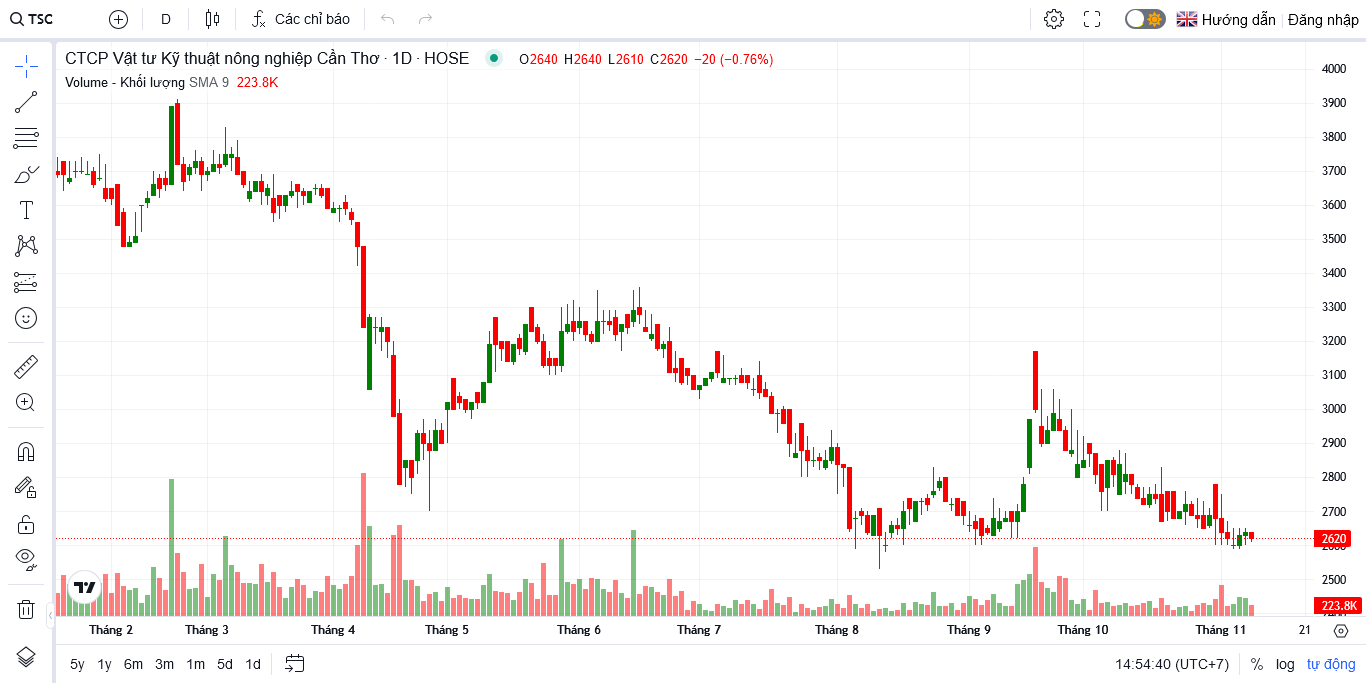 TSC D Các chỉ báo Hướng dẫn Đăng nhập
CTCP Vật tư Kỹ thuật nông nghiệp Cần Thơ · 1D · HOSE O2640 H2640 L2610 C2620 −20 (−0.76%)
Volume - Khối lượng SMA 9 223.8K
4000
3900
3800
3700
3600
3500
3400
3300
3200
3100
3000
2900
2800
2700
2620
2500
223.8K
Tháng 2 Tháng 3 Tháng 4 Tháng 5 Tháng 6 Tháng 7 Tháng 8 Tháng 9 Tháng 10 Tháng 11 21
5y 1y 6m 3m 1m 5d 1d 14:54:40 (UTC+7) % log tự động